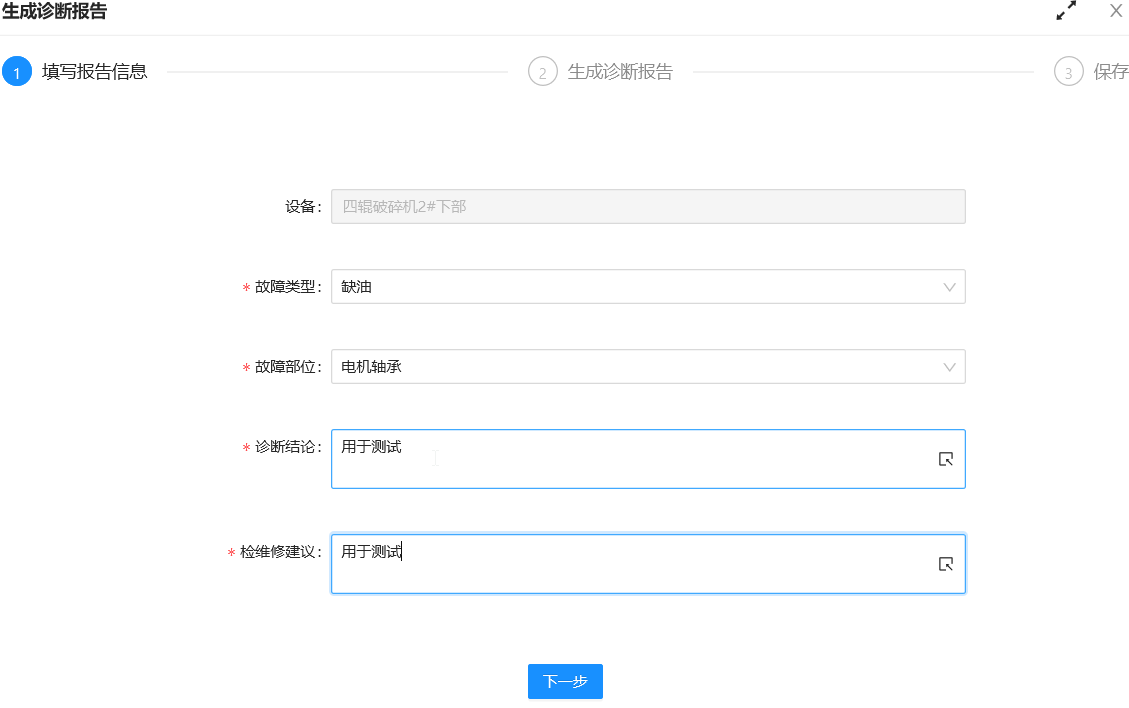 生成诊断报告
1 填写报告信息 2 生成诊断报告 3 保存
设备: 四辊破碎机2#下部
* 故障类型: 缺油
* 故障部位: 电机轴承
* 诊断结论: 用于测试
* 检维修建议: 用于测试
下一步